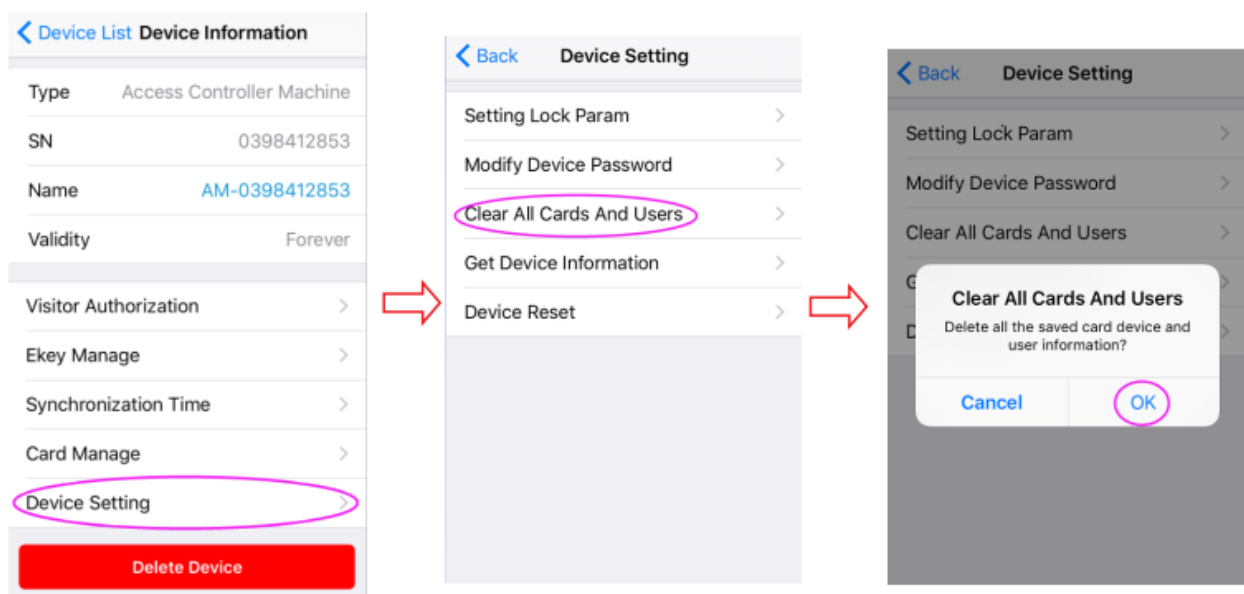 Device List Device Information
Type Access Controller Machine
SN 0398412853
Name AM-0398412853
Validity Forever
Visitor Authorization
Ekey Manage
Synchronization Time
Card Manage
Device Setting
Delete Device
Back Device Setting
Setting Lock Param
Modify Device Password
Clear All Cards And Users
Get Device Information
Device Reset
Back Device Setting
Setting Lock Param
Modify Device Password
Clear All Cards And Users
G
D
Clear All Cards And Users
Delete all the saved card device and
user information?
Cancel OK